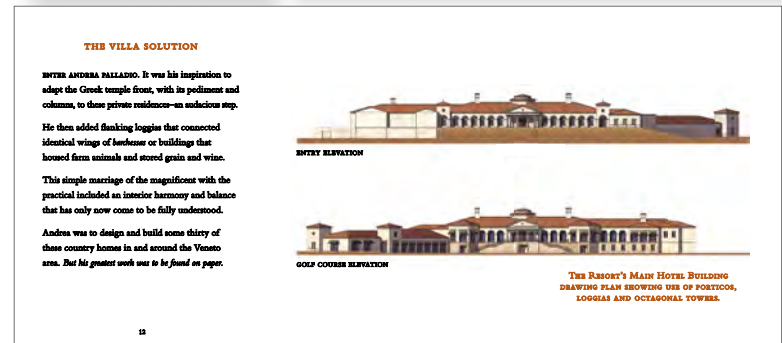 THE VILLA SOLUTION
ENTER ANDREA PALLADIO. It was his inspiration to
adapt the Greek temple front, with its pediment and
columns, to these private residences—an audacious step.
He then added flanking loggias that connected
identical wings of barchesses or buildings that
housed farm animals and stored grain and wine.
This simple marriage of the magnificent with the
practical included an interior harmony and balance
that has only now come to be fully understood.
Andrea was to design and build some thirty of
these country homes in and around the Veneto
area. But his greatest work was to be found on paper.
12
ENTRY ELEVATION
GOLF COURSE ELEVATION
THE RESORT'S MAIN HOTEL BUILDING
DRAWING PLAN SHOWING USE OF PORTICOS,
LOGGIAS AND OCTAGONAL TOWERS.